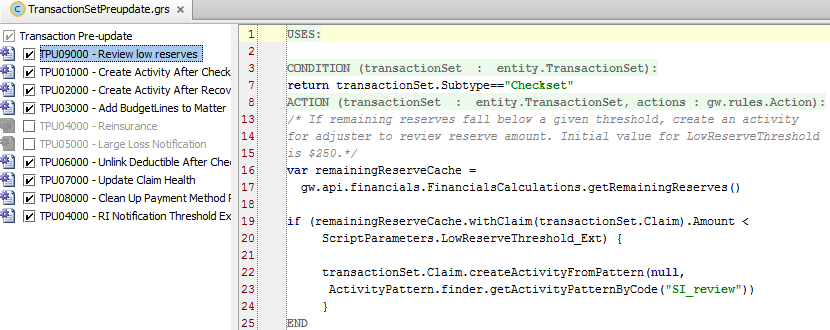 TransactionSetPreupdate.grs
Transaction Pre-update
TPU09000 - Review low reserves
TPU01000 - Create Activity After Check
TPU02000 - Create Activity After Recov
TPU03000 - Add BudgetLines to Matter
TPU04000 - Reinsurance
TPU05000 - Large Loss Notification
TPU06000 - Unlink Deductible After Chec
TPU07000 - Update Claim Health
TPU08000 - Clean Up Payment Method F
TPU04000 - RI Notification Threshold Ex
1 USES:
2
3 CONDITION (transactionSet : entity.TransactionSet):
7 return transactionSet.Subtype=="Checkset"
8 ACTION (transactionSet : entity.TransactionSet, actions : gw.rules.Action):
13 /* If remaining reserves fall below a given threshold, create an activity
14 for adjuster to review reserve amount. Initial value for LowReserveThreshold
15 is $250.*/
16 var remainingReserveCache =
17 gw.api.financials.FinancialsCalculations.getRemainingReserves()
18
19 if (remainingReserveCache.withClaim(transactionSet.Claim).Amount <
20 ScriptParameters.LowReserveThreshold_Ext) {
21
22 transactionSet.Claim.createActivityFromPattern(null,
23 ActivityPattern.finder.getActivityPatternByCode("SI_review"))
24 }
25 END